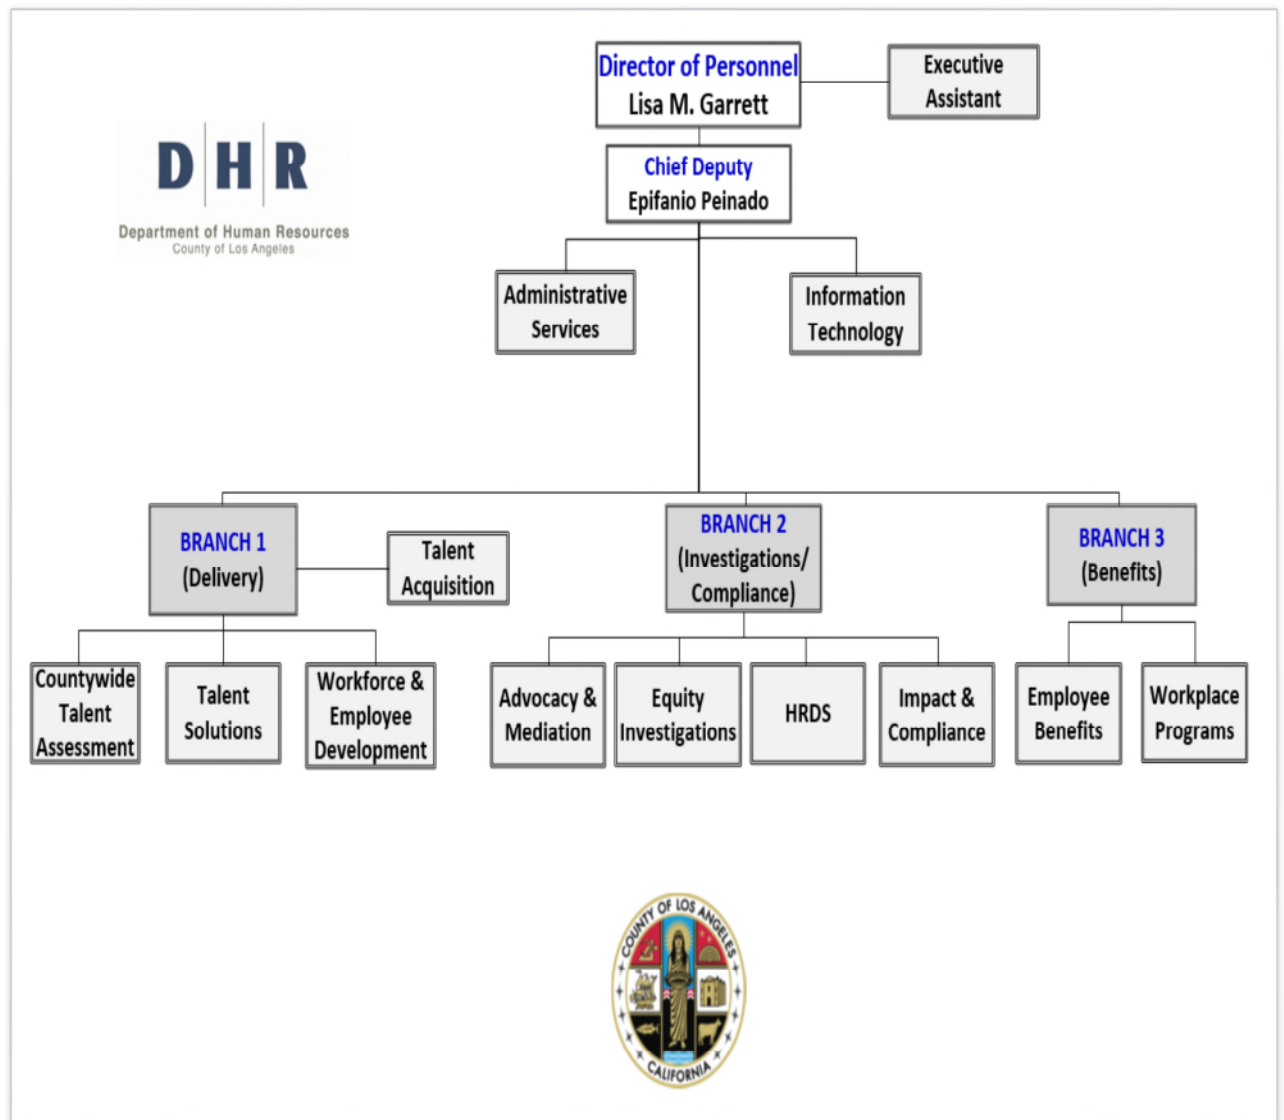 Director of Personnel
Lisa M. Garrett
Executive
Assistant
Chief Deputy
Epifanio Peinado
D H R
Department of Human Resources
County of Los Angeles
Administrative
Services
Information
Technology
BRANCH 1
(Delivery)
Talent
Acquisition
BRANCH 2
(Investigations/
Compliance)
BRANCH 3
(Benefits)
Countywide
Talent
Assessment
Talent
Solutions
Workforce &
Employee
Development
Advocacy &
Mediation
Equity
Investigations
HRDS
Impact &
Compliance
Employee
Benefits
Workplace
Programs
COUNTY OF LOS ANGELES
CALIFORNIA